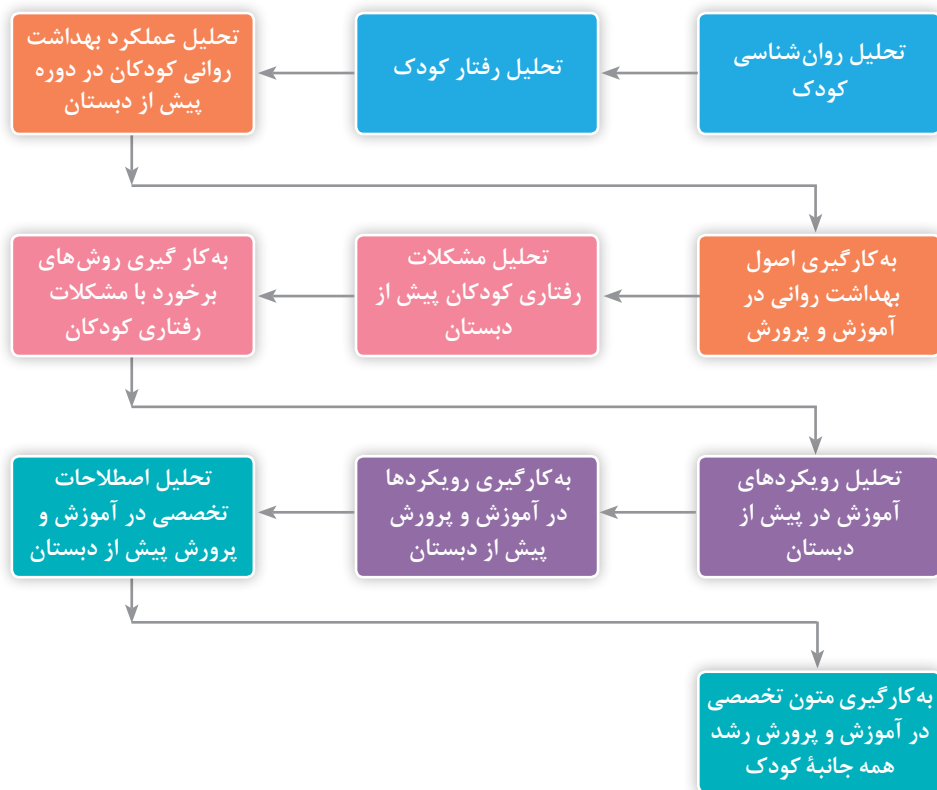 تحلیل روان‌شناسی
کودک
تحلیل رفتار کودک
تحلیل عملکرد بهداشت
روانی کودکان در دوره
پیش از دبستان
به‌کارگیری اصول
بهداشت روانی در
آموزش و پرورش
تحلیل مشکلات
رفتاری کودکان پیش از
دبستان
به‌کار گیری روش‌های
برخورد با مشکلات
رفتاری کودکان
تحلیل رویکردهای
آموزش در پیش از
دبستان
به‌کارگیری رویکردها
در آموزش و پرورش
پیش از دبستان
تحلیل اصطلاحات
تخصصی در آموزش و
پرورش پیش از دبستان
به‌کارگیری متون تخصصی
در آموزش و پرورش رشد
همه جانبهٔ کودک